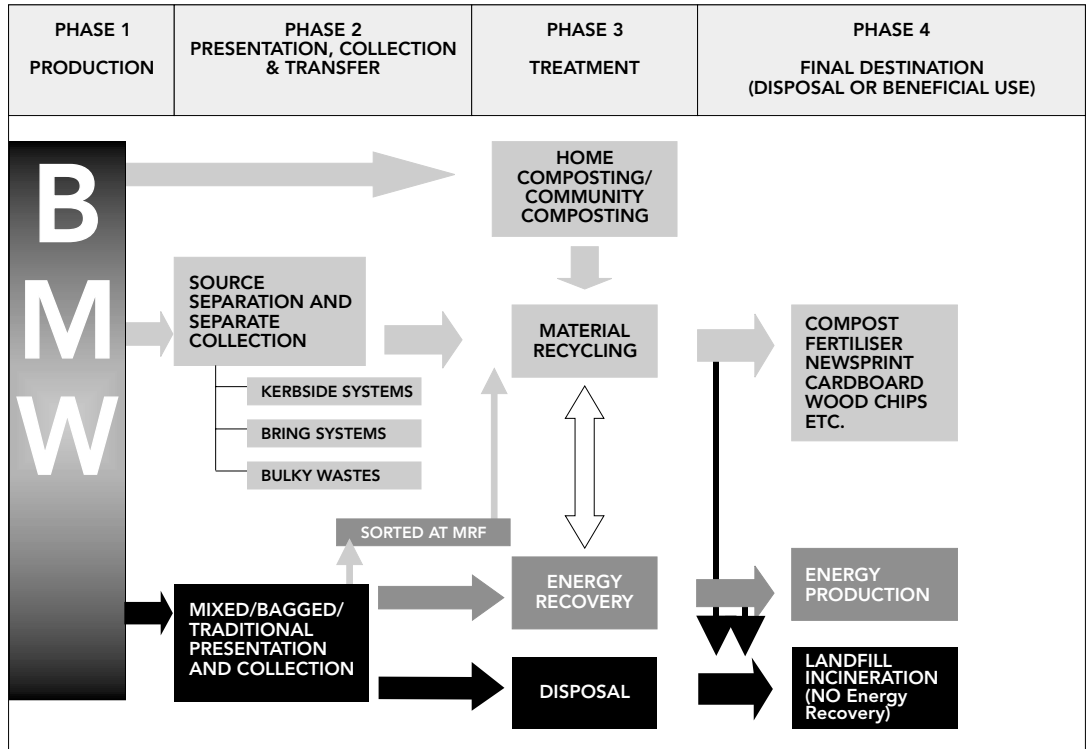 PHASE 1
PRODUCTION
PHASE 2
PRESENTATION, COLLECTION
& TRANSFER
PHASE 3
TREATMENT
PHASE 4
FINAL DESTINATION
(DISPOSAL OR BENEFICIAL USE)
B
M
W
HOME
COMPOSTING/
COMMUNITY
COMPOSTING
SOURCE
SEPARATION AND
SEPARATE
COLLECTION
KERBSIDE SYSTEMS
BRING SYSTEMS
BULKY WASTES
MATERIAL
RECYCLING
COMPOST
FERTILISER
NEWSPRINT
CARDBOARD
WOOD CHIPS
ETC.
SORTED AT MRF
MIXED/BAGGED/
TRADITIONAL
PRESENTATION
AND COLLECTION
ENERGY
RECOVERY
ENERGY
PRODUCTION
DISPOSAL
LANDFILL
INCINERATION
(NO Energy
Recovery)